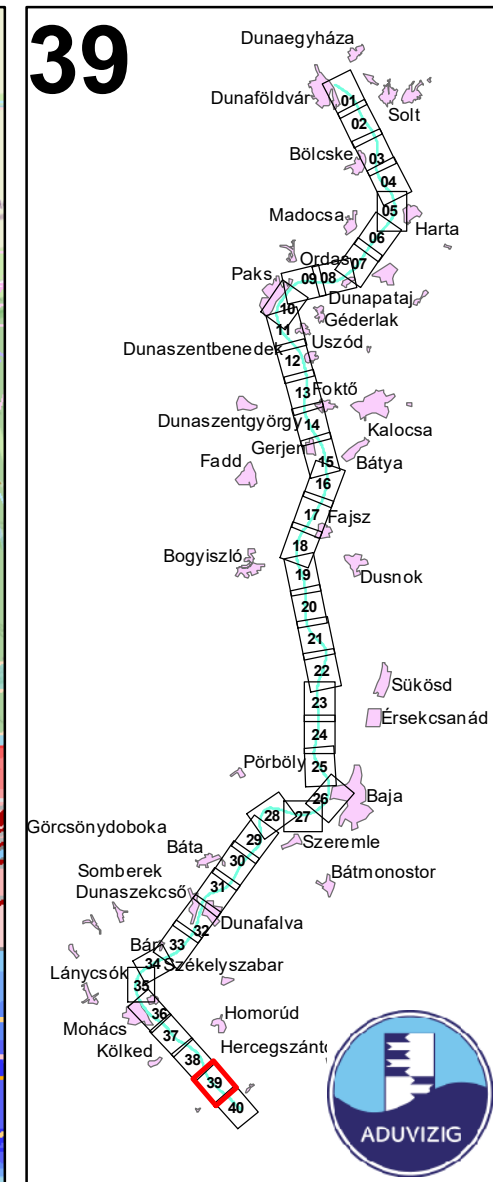 39
Dunaegyháza
Dunaföldvár
01
Solt
02
Bölcske
03
04
Madocsa
05
Harta
06
Ordas
07
Paks
09
08
Dunapataj
10
Géderlak
11
Uszód
Dunaszentbenedek
12
13
Foktő
Dunaszentgyörgy
14
Kalocsa
Gerjen
15
Bátya
Fadd
16
17
Fajsz
18
Bogyiszló
19
Dusnok
20
21
22
Sükösd
23
Érsekcsanád
24
Pörböly
25
26
Baja
28
27
Görcsönydoboka
29
Szeremle
Báta
30
Bátmonostor
Somberek
31
Dunaszekcső
32
Dunafalva
Bár
33
34
Székelyszabar
Lánycsók
35
36
Homorúd
Mohács
37
Kölked
38
39
40
ADUVIZIG